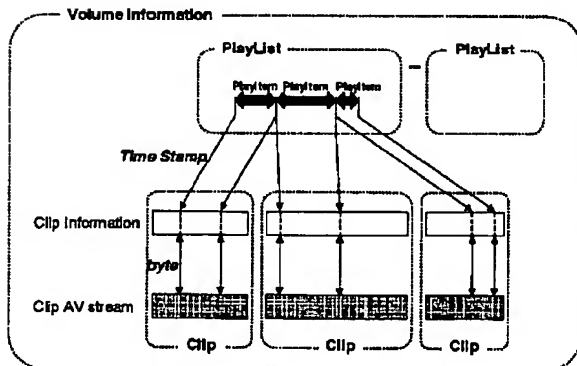 Volume Information
PlayList
PlayList
PlayItem PlayItem PlayItem
Time Stamp
Clip Information
byte
Clip AV stream
Clip
Clip
Clip